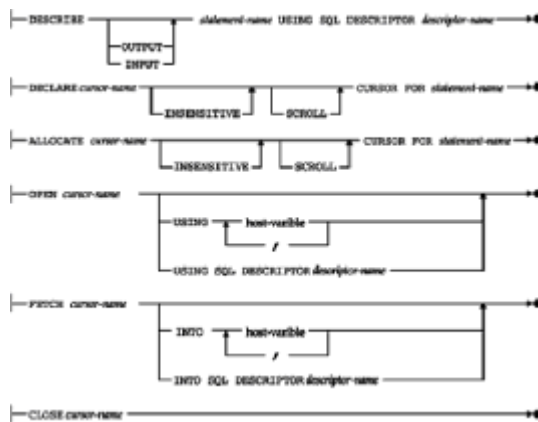 DESCRIBE statement-name USING SQL DESCRIPTOR descriptor-name
OUTPUT
INPUT
DECLARE cursor-name CURSOR FOR statement-name
INSENSITIVE SCROLL
ALLOCATE cursor-name CURSOR FOR statement-name
INSENSITIVE SCROLL
OPEN cursor-name
USING host-varible
,
USING SQL DESCRIPTOR descriptor-name
FETCH cursor-name
INTO host-varible
,
INTO SQL DESCRIPTOR descriptor-name
CLOSE cursor-name